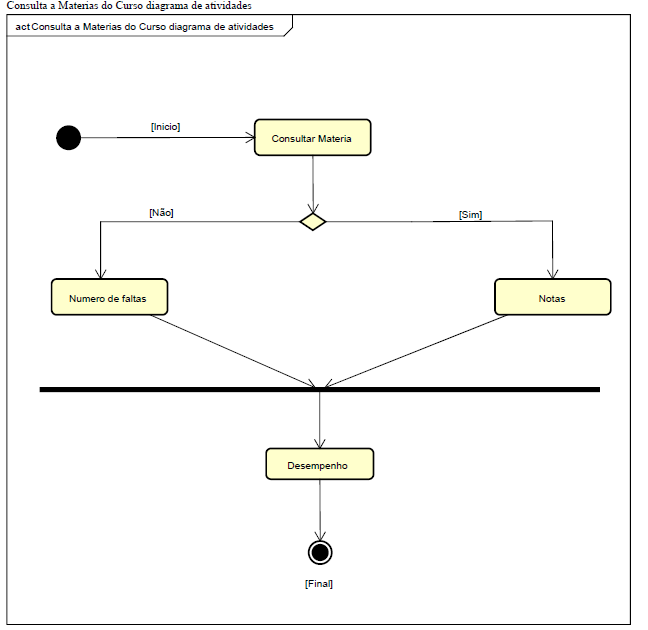 Consulta a Materias do Curso diagrama de atividades
act Consulta a Materias do Curso diagrama de atividades
[Inicio]
Consultar Materia
[Não]
[Sim]
Numero de faltas
Notas
Desempenho
[Final]